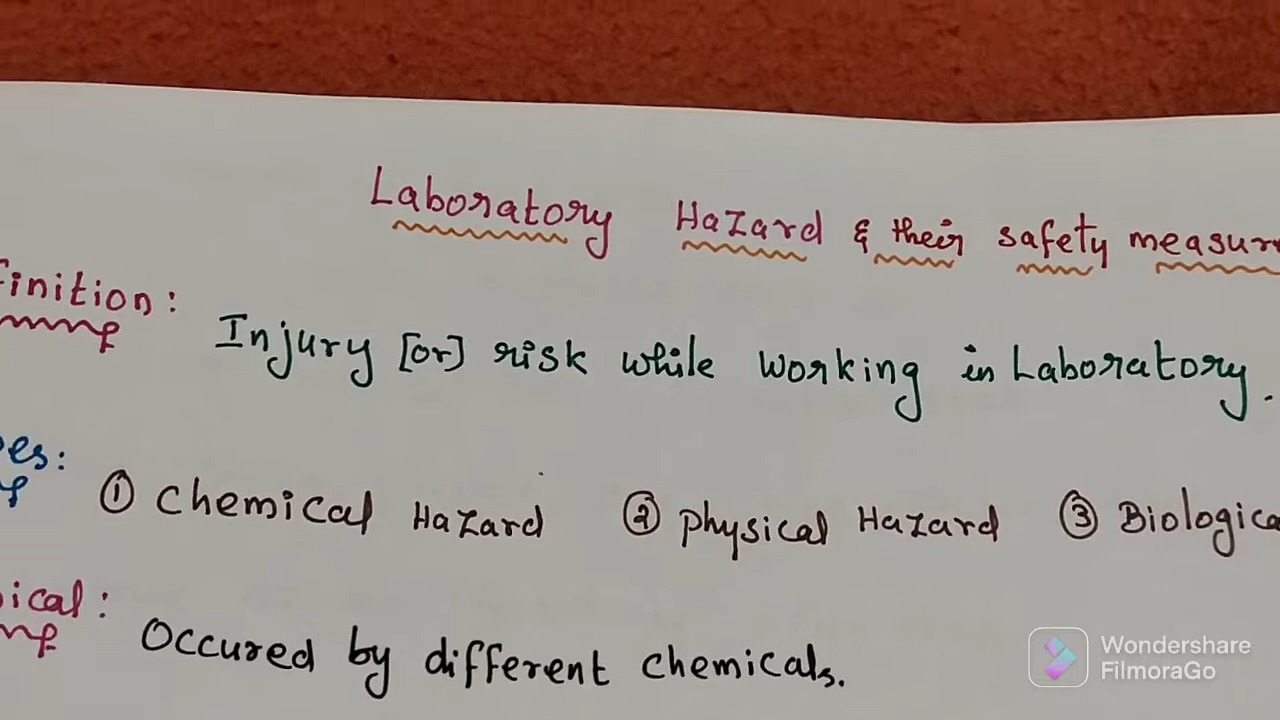 Laboratory Hazard & their safety measur
finition:
Injury [or] risk while working in Laboratory.
es:
① Chemical Hazard ② physical Hazard ③ Biologica
ical:
Occured by different chemicals.
Wondershare
FilmoraGo